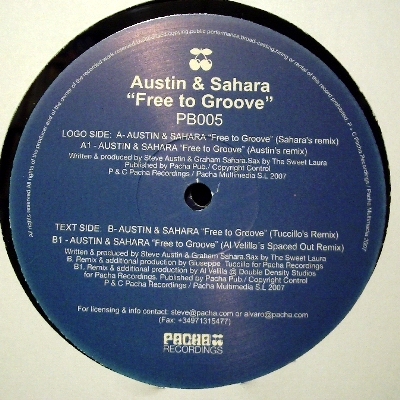 Austin & Sahara
"Free to Groove"
PB005
LOGO SIDE: A- AUSTIN & SAHARA "Free to Groove" (Sahara's remix)
A1 - AUSTIN & SAHARA "Free to Groove" (Austin's remix)
Written & produced by Steve Austin & Graham Sahara.Sax by The Sweet Laura
Published by Pacha Pub./ Copyright Control
P & C Pacha Recordings / Pacha Multimedia S.L 2007
TEXT SIDE: B- AUSTIN & SAHARA "Free to Groove" (Tuccillo's Remix)
B1 - AUSTIN & SAHARA "Free to Groove" (Al Velilla´s Spaced Out Remix)
Written & produced by Steve Austin & Graham Sahara.Sax by The Sweet Laura
B. Remix & additional production by Giuseppe Tuccillo for Pacha Recordings
B1. Remix & additional production by Al Velilla @ Double Density Studios
for Pacha Recordings. Published by Pacha Pub./ Copyright Control
P & C Pacha Recordings / Pacha Multimedia S.L 2007
For licensing & info contact: steve@pacha.com or alvaro@pacha.com
(Fax: +34971315477)
PACHA
RECORDINGS